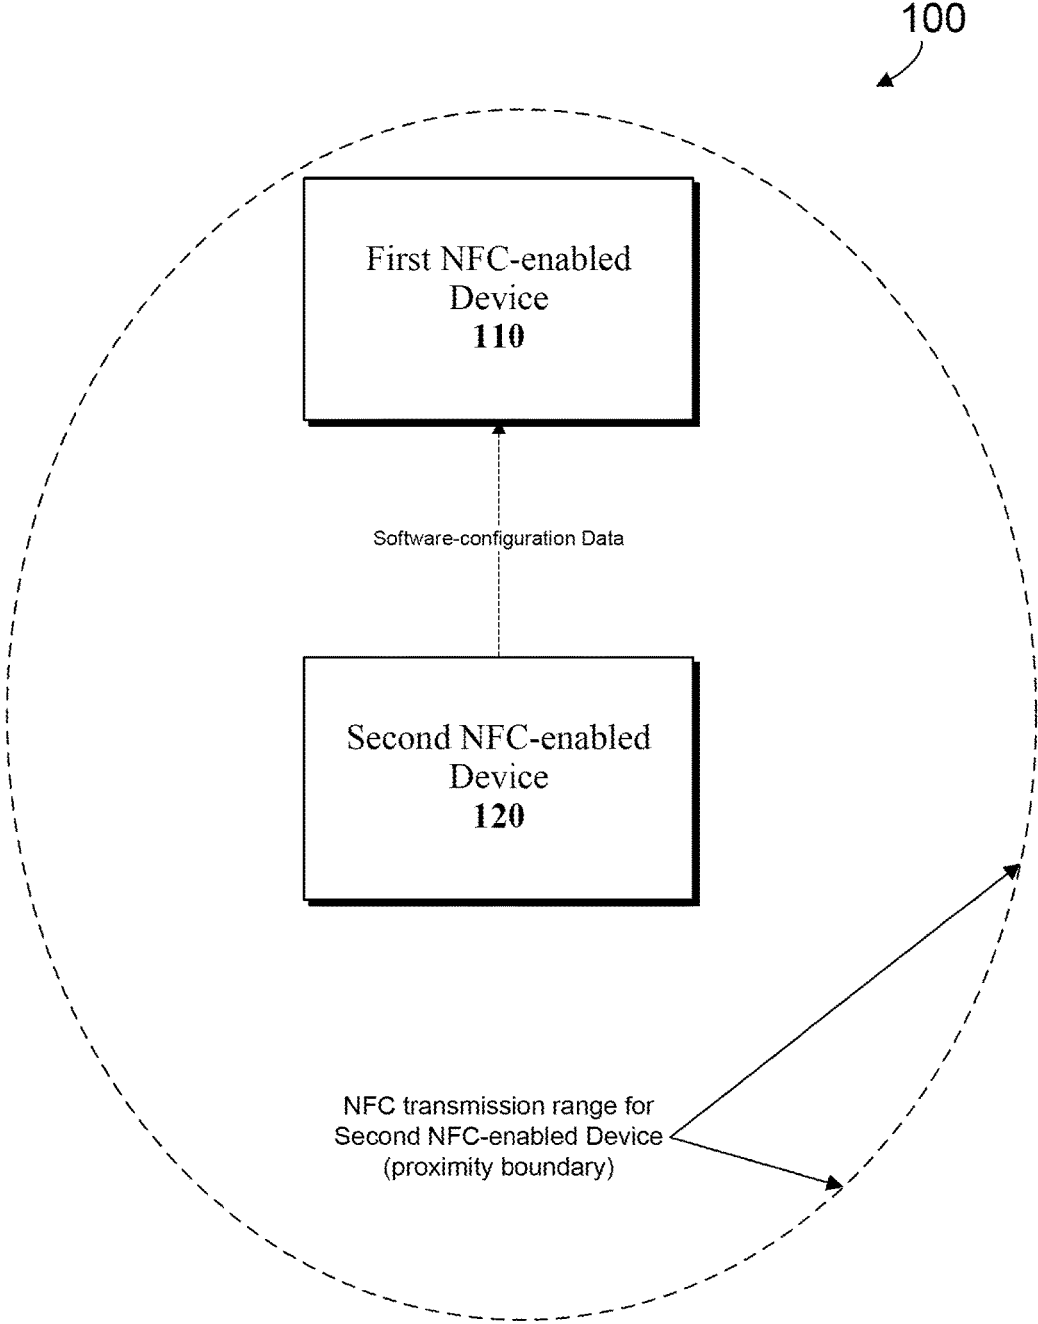 100
First NFC-enabled
Device
110
Software-configuration Data
Second NFC-enabled
Device
120
NFC transmission range for
Second NFC-enabled Device
(proximity boundary)